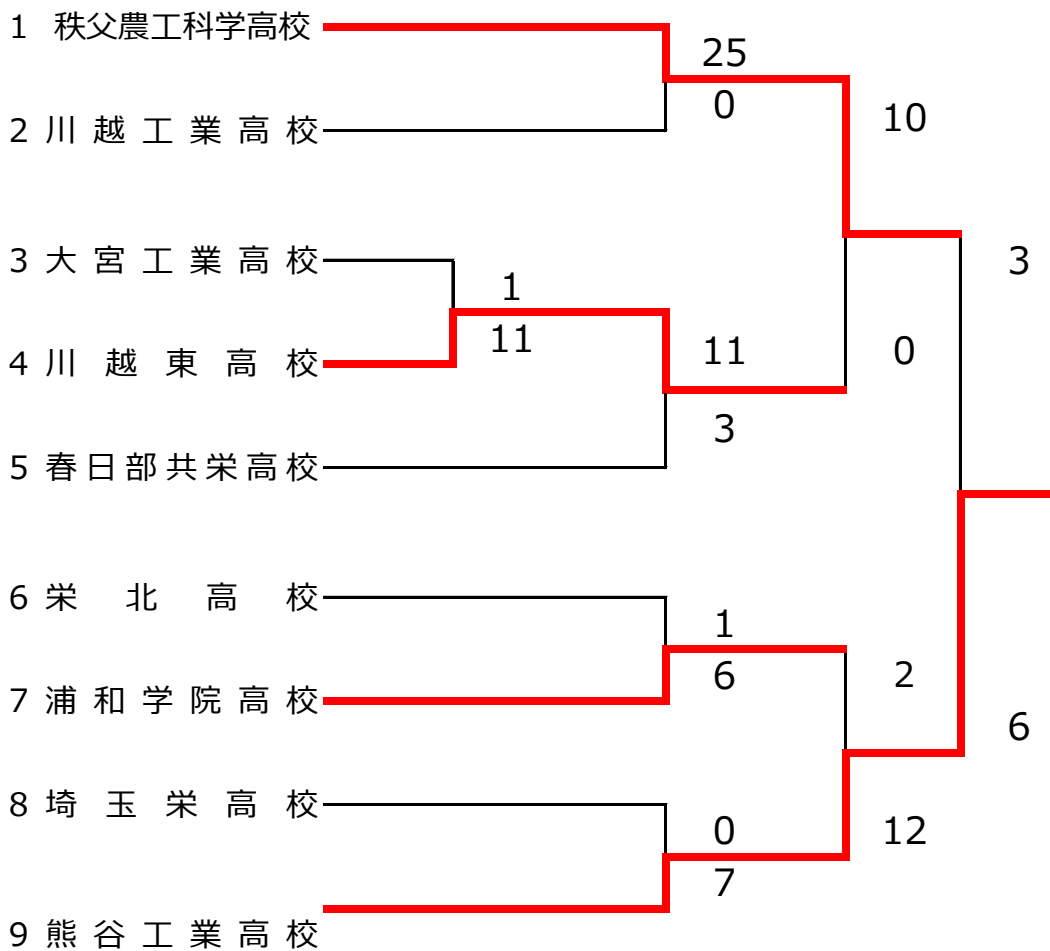 1 秩父農工科学高校
25
0
10
2 川越工業高校
3 大宮工業高校
3
1
11
11
0
4 川越東高校
3
5 春日部共栄高校
6 栄北高校
1
6
2
7 浦和学院高校
6
8 埼玉栄高校
0
12
7
9 熊谷工業高校